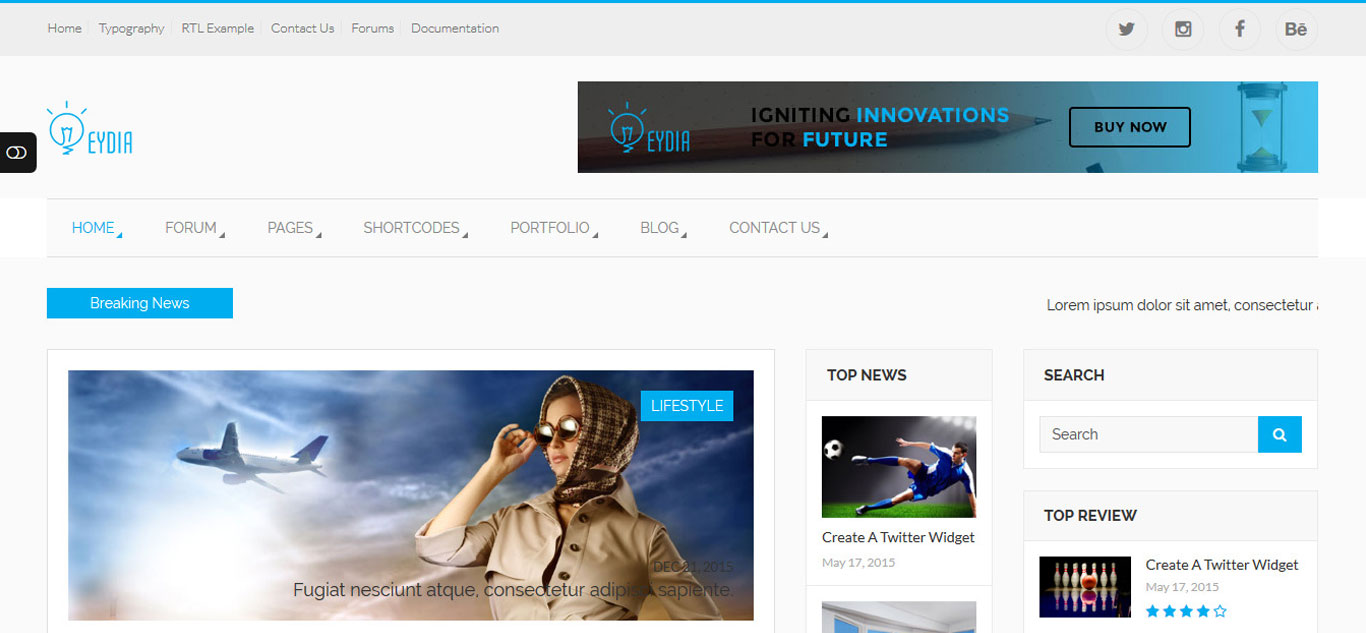 Home Typography RTL Example Contact Us Forums Documentation
Bē
EYDIA
EYDIA
IGNITING INNOVATIONS
FOR FUTURE
BUY NOW
HOME FORUM PAGES SHORTCODES PORTFOLIO BLOG CONTACT US
Breaking News
Lorem ipsum dolor sit amet, consectetur
LIFESTYLE
DEC 21, 2015
Fugiat nesciunt atque, consectetur adipisci sapiente.
TOP NEWS
Create A Twitter Widget
May 17, 2015
SEARCH
Search
TOP REVIEW
Create A Twitter Widget
May 17, 2015